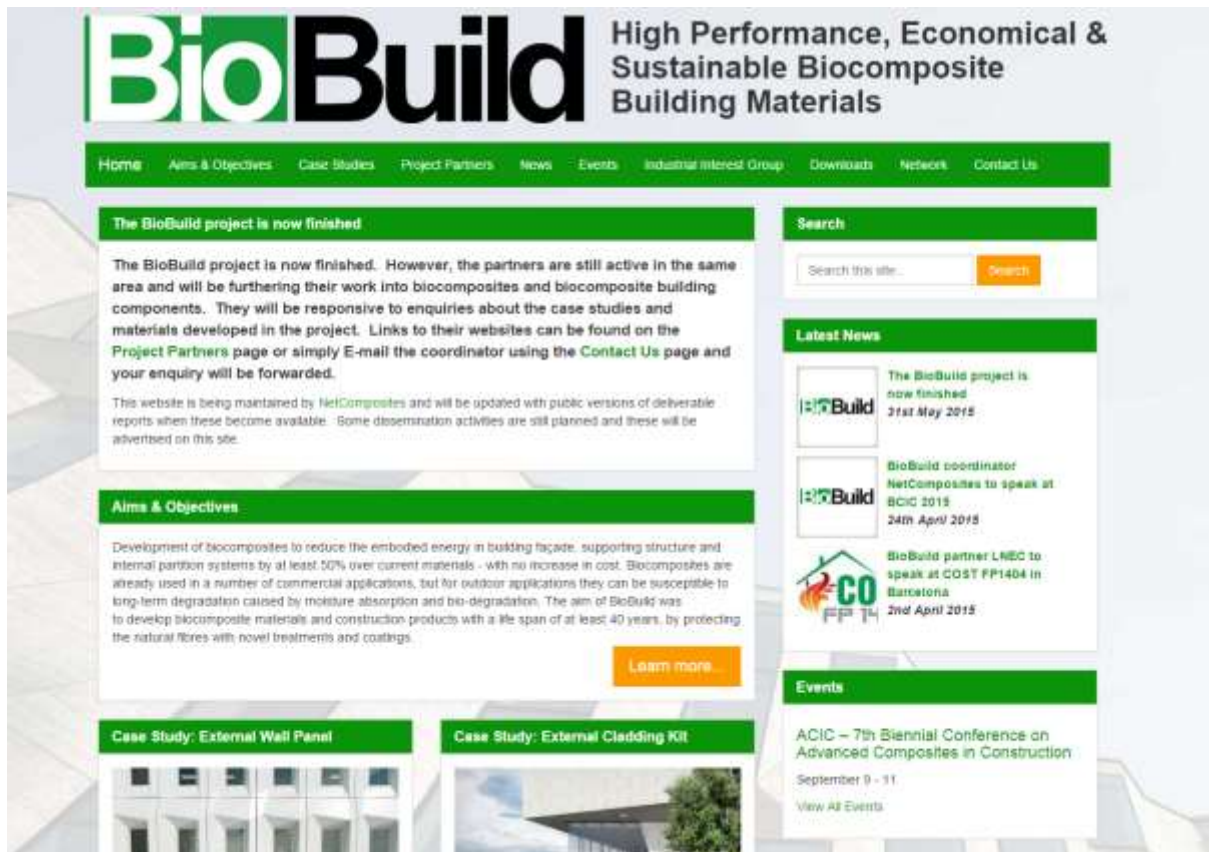 BioBuild
High Performance, Economical &
Sustainable Biocomposite
Building Materials
Home Aims & Objectives Case Studies Project Partners News Events Industrial Interest Group Downloads Network Contact Us
The BioBuild project is now finished
The BioBuild project is now finished. However, the partners are still active in the same
area and will be furthering their work into biocomposites and biocomposite building
components. They will be responsive to enquiries about the case studies and
materials developed in the project. Links to their websites can be found on the
Project Partners page or simply E-mail the coordinator using the Contact Us page and
your enquiry will be forwarded.
This website is being maintained by NetComposites and will be updated with public versions of deliverable
reports when these become available. Some dissemination activities are still planned and these will be
advertised on this site.
Aims & Objectives
Development of biocomposites to reduce the embodied energy in building façade, supporting structure and
internal partition systems by at least 50% over current materials - with no increase in cost. Biocomposites are
already used in a number of commercial applications, but for outdoor applications they can be susceptible to
long-term degradation caused by moisture absorption and bio-degradation. The aim of BioBuild was
to develop biocomposite materials and construction products with a life span of at least 40 years, by protecting
the natural fibres with novel treatments and coatings.
Learn more...
Case Study: External Wall Panel
Case Study: External Cladding Kit
Search
Search this site...
Search
Latest News
BioBuild
The BioBuild project is
now finished
31st May 2015
BioBuild
BioBuild coordinator
NetComposites to speak at
BCIC 2015
24th April 2015
ECO
FP 14
BioBuild partner LNEC to
speak at COST FP1404 in
Barcelona
2nd April 2015
Events
ACIC – 7th Biennial Conference on
Advanced Composites in Construction
September 9 - 11
View All Events